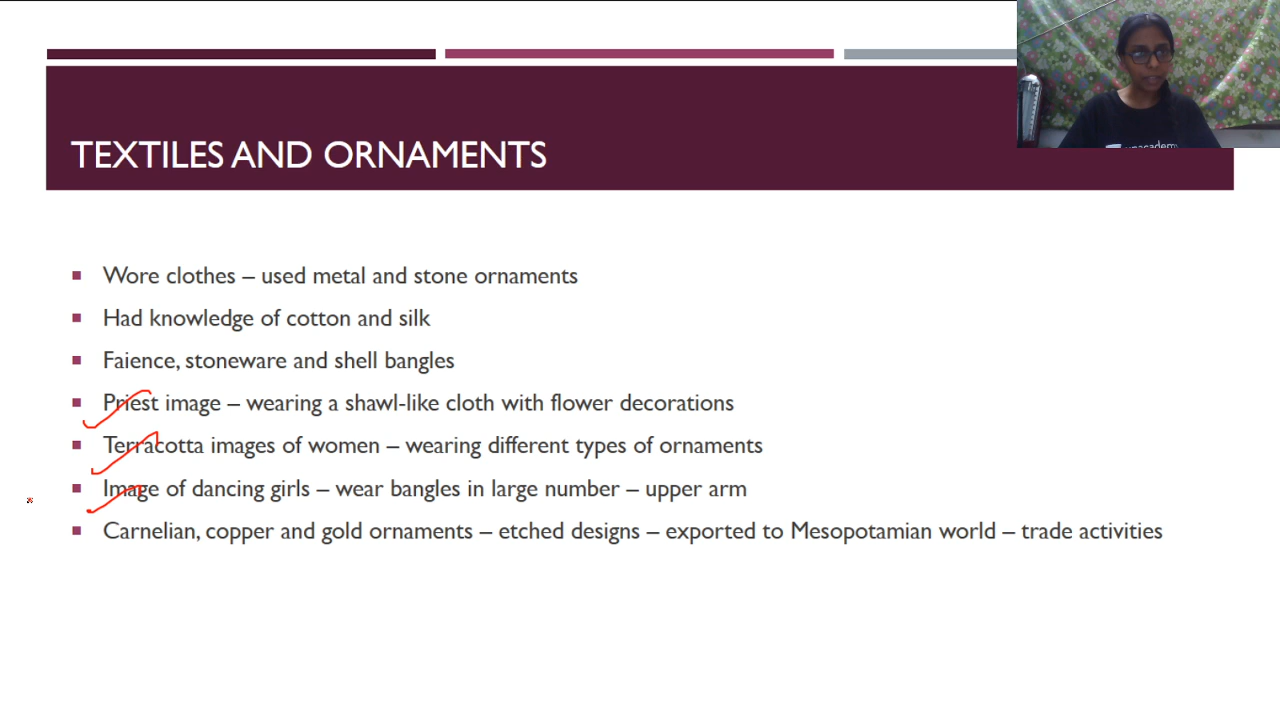 TEXTILES AND ORNAMENTS
Wore clothes – used metal and stone ornaments
Had knowledge of cotton and silk
Faience, stoneware and shell bangles
Priest image – wearing a shawl-like cloth with flower decorations
Terracotta images of women – wearing different types of ornaments
Image of dancing girls – wear bangles in large number – upper arm
Carnelian, copper and gold ornaments – etched designs – exported to Mesopotamian world – trade activities